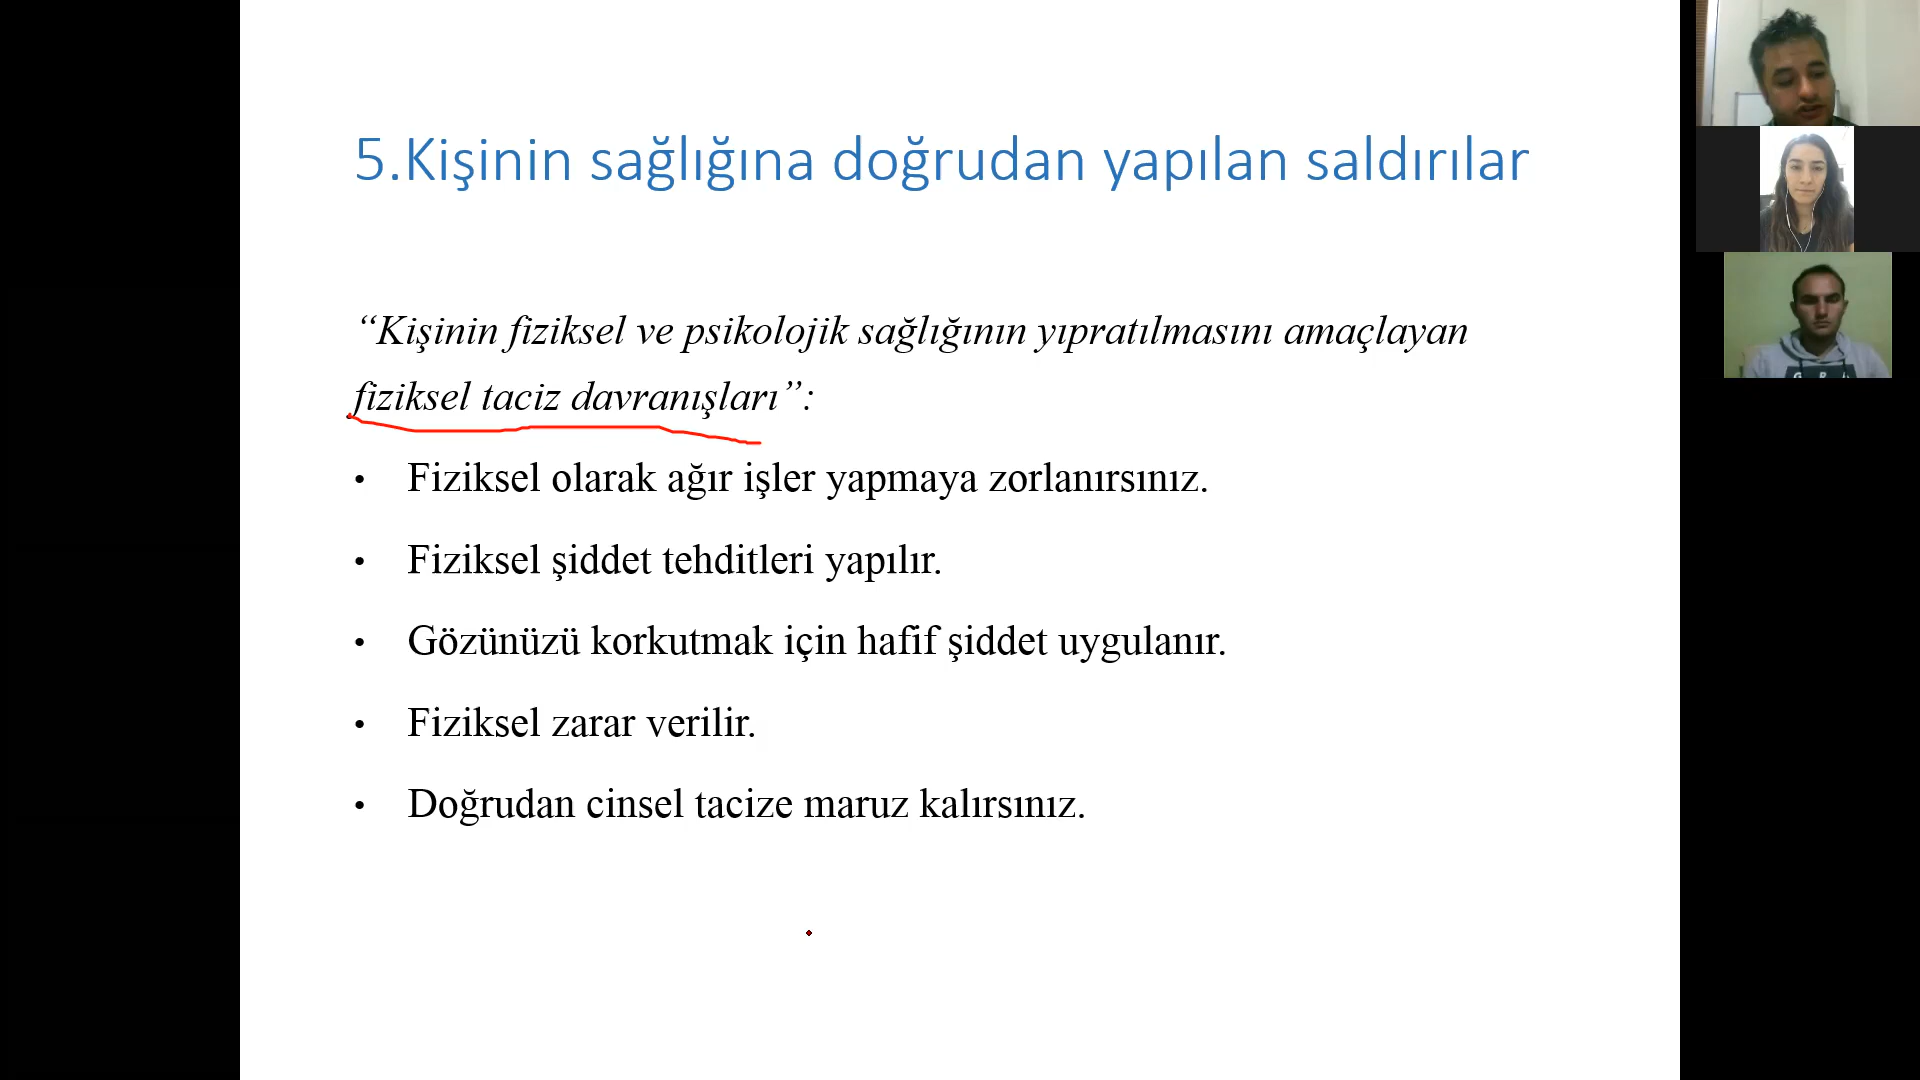 5.Kişinin sağlığına doğrudan yapılan saldırılar
“Kişinin fiziksel ve psikolojik sağlığının yıpratılmasını amaçlayan
fiziksel taciz davranışları”:
• Fiziksel olarak ağır işler yapmaya zorlanırsınız.
• Fiziksel şiddet tehditleri yapılır.
• Gözünüzü korkutmak için hafif şiddet uygulanır.
• Fiziksel zarar verilir.
• Doğrudan cinsel tacize maruz kalırsınız.